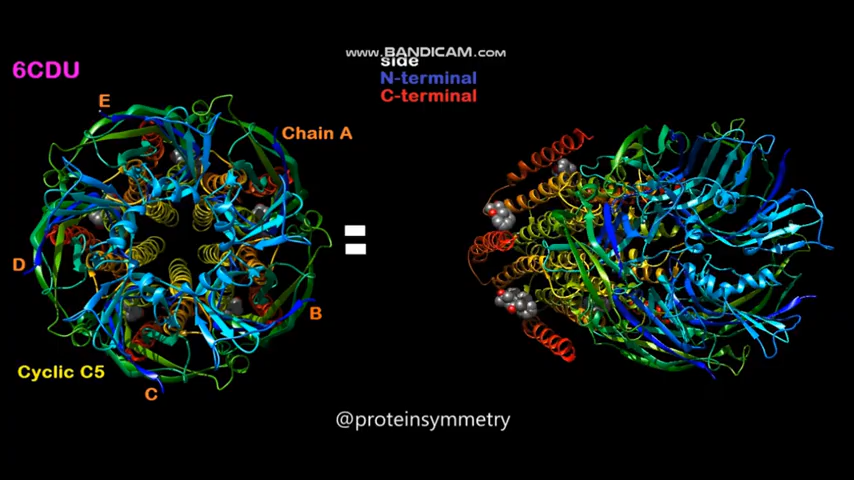 www.BANDICAM.com
6CDU
side
N-terminal
C-terminal
E
Chain A
D
B
Cyclic C5
C
@proteinsymmetry